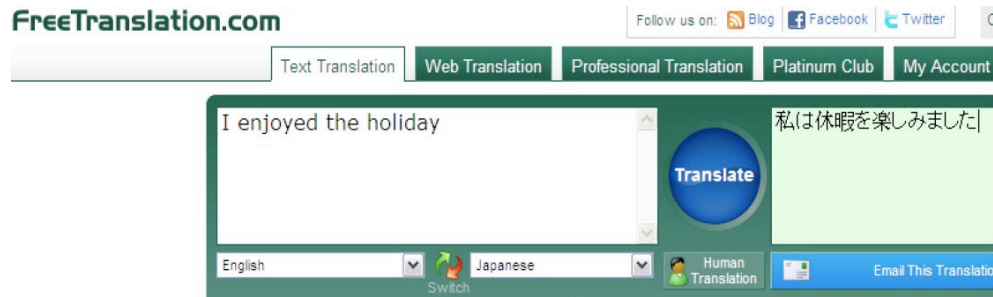 FreeTranslation.com
Follow us on: Blog Facebook Twitter
Text Translation Web Translation Professional Translation Platinum Club My Account
I enjoyed the holiday
Translate
私は休暇を楽しみました
English
Switch
Japanese
Human
Translation
Email This Translatio